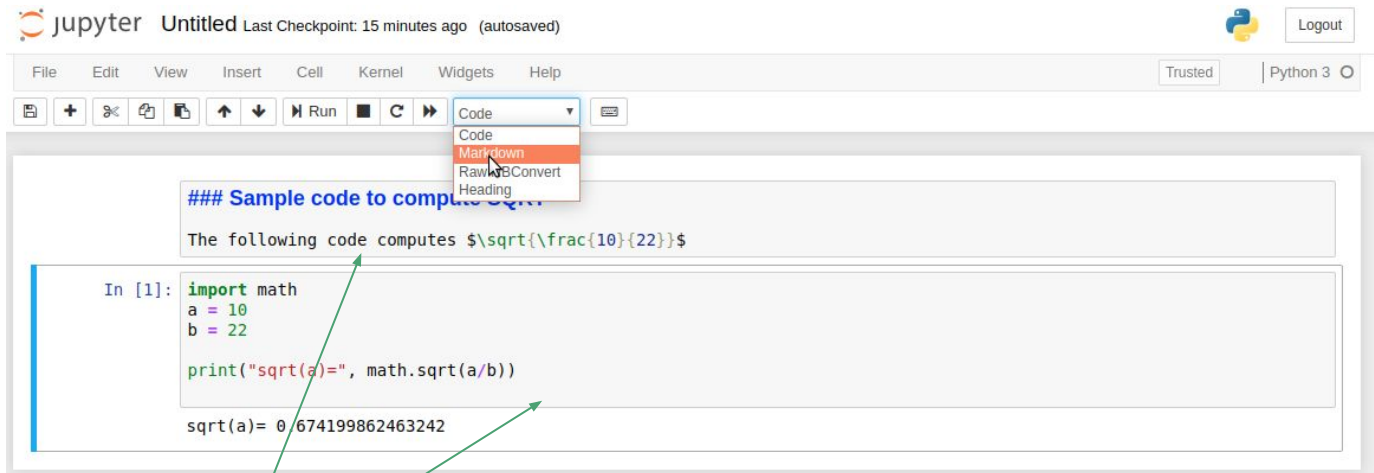 jupyter Untitled Last Checkpoint: 15 minutes ago (autosaved) Logout
File Edit View Insert Cell Kernel Widgets Help Trusted Python 3
Run Code
Code
Markdown
Heading
### Sample code to compute SQRT
The following code computes $\sqrt{\frac{10}{22}}$
In [1]: import math
a = 10
b = 22
print("sqrt(a)=", math.sqrt(a/b))
sqrt(a)= 0.674199862463242